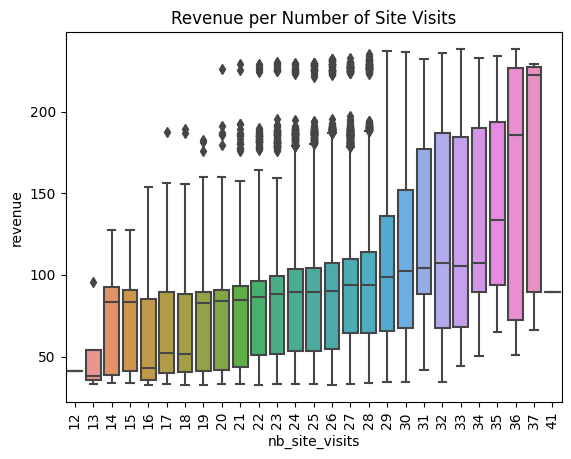 Revenue per Number of Site Visits
revenue
200
150
100
50
12 13 14 15 16 17 18 19 20 21 22 23 24 25 26 27 28 29 30 31 32 33 34 35 36 37 41
nb_site_visits